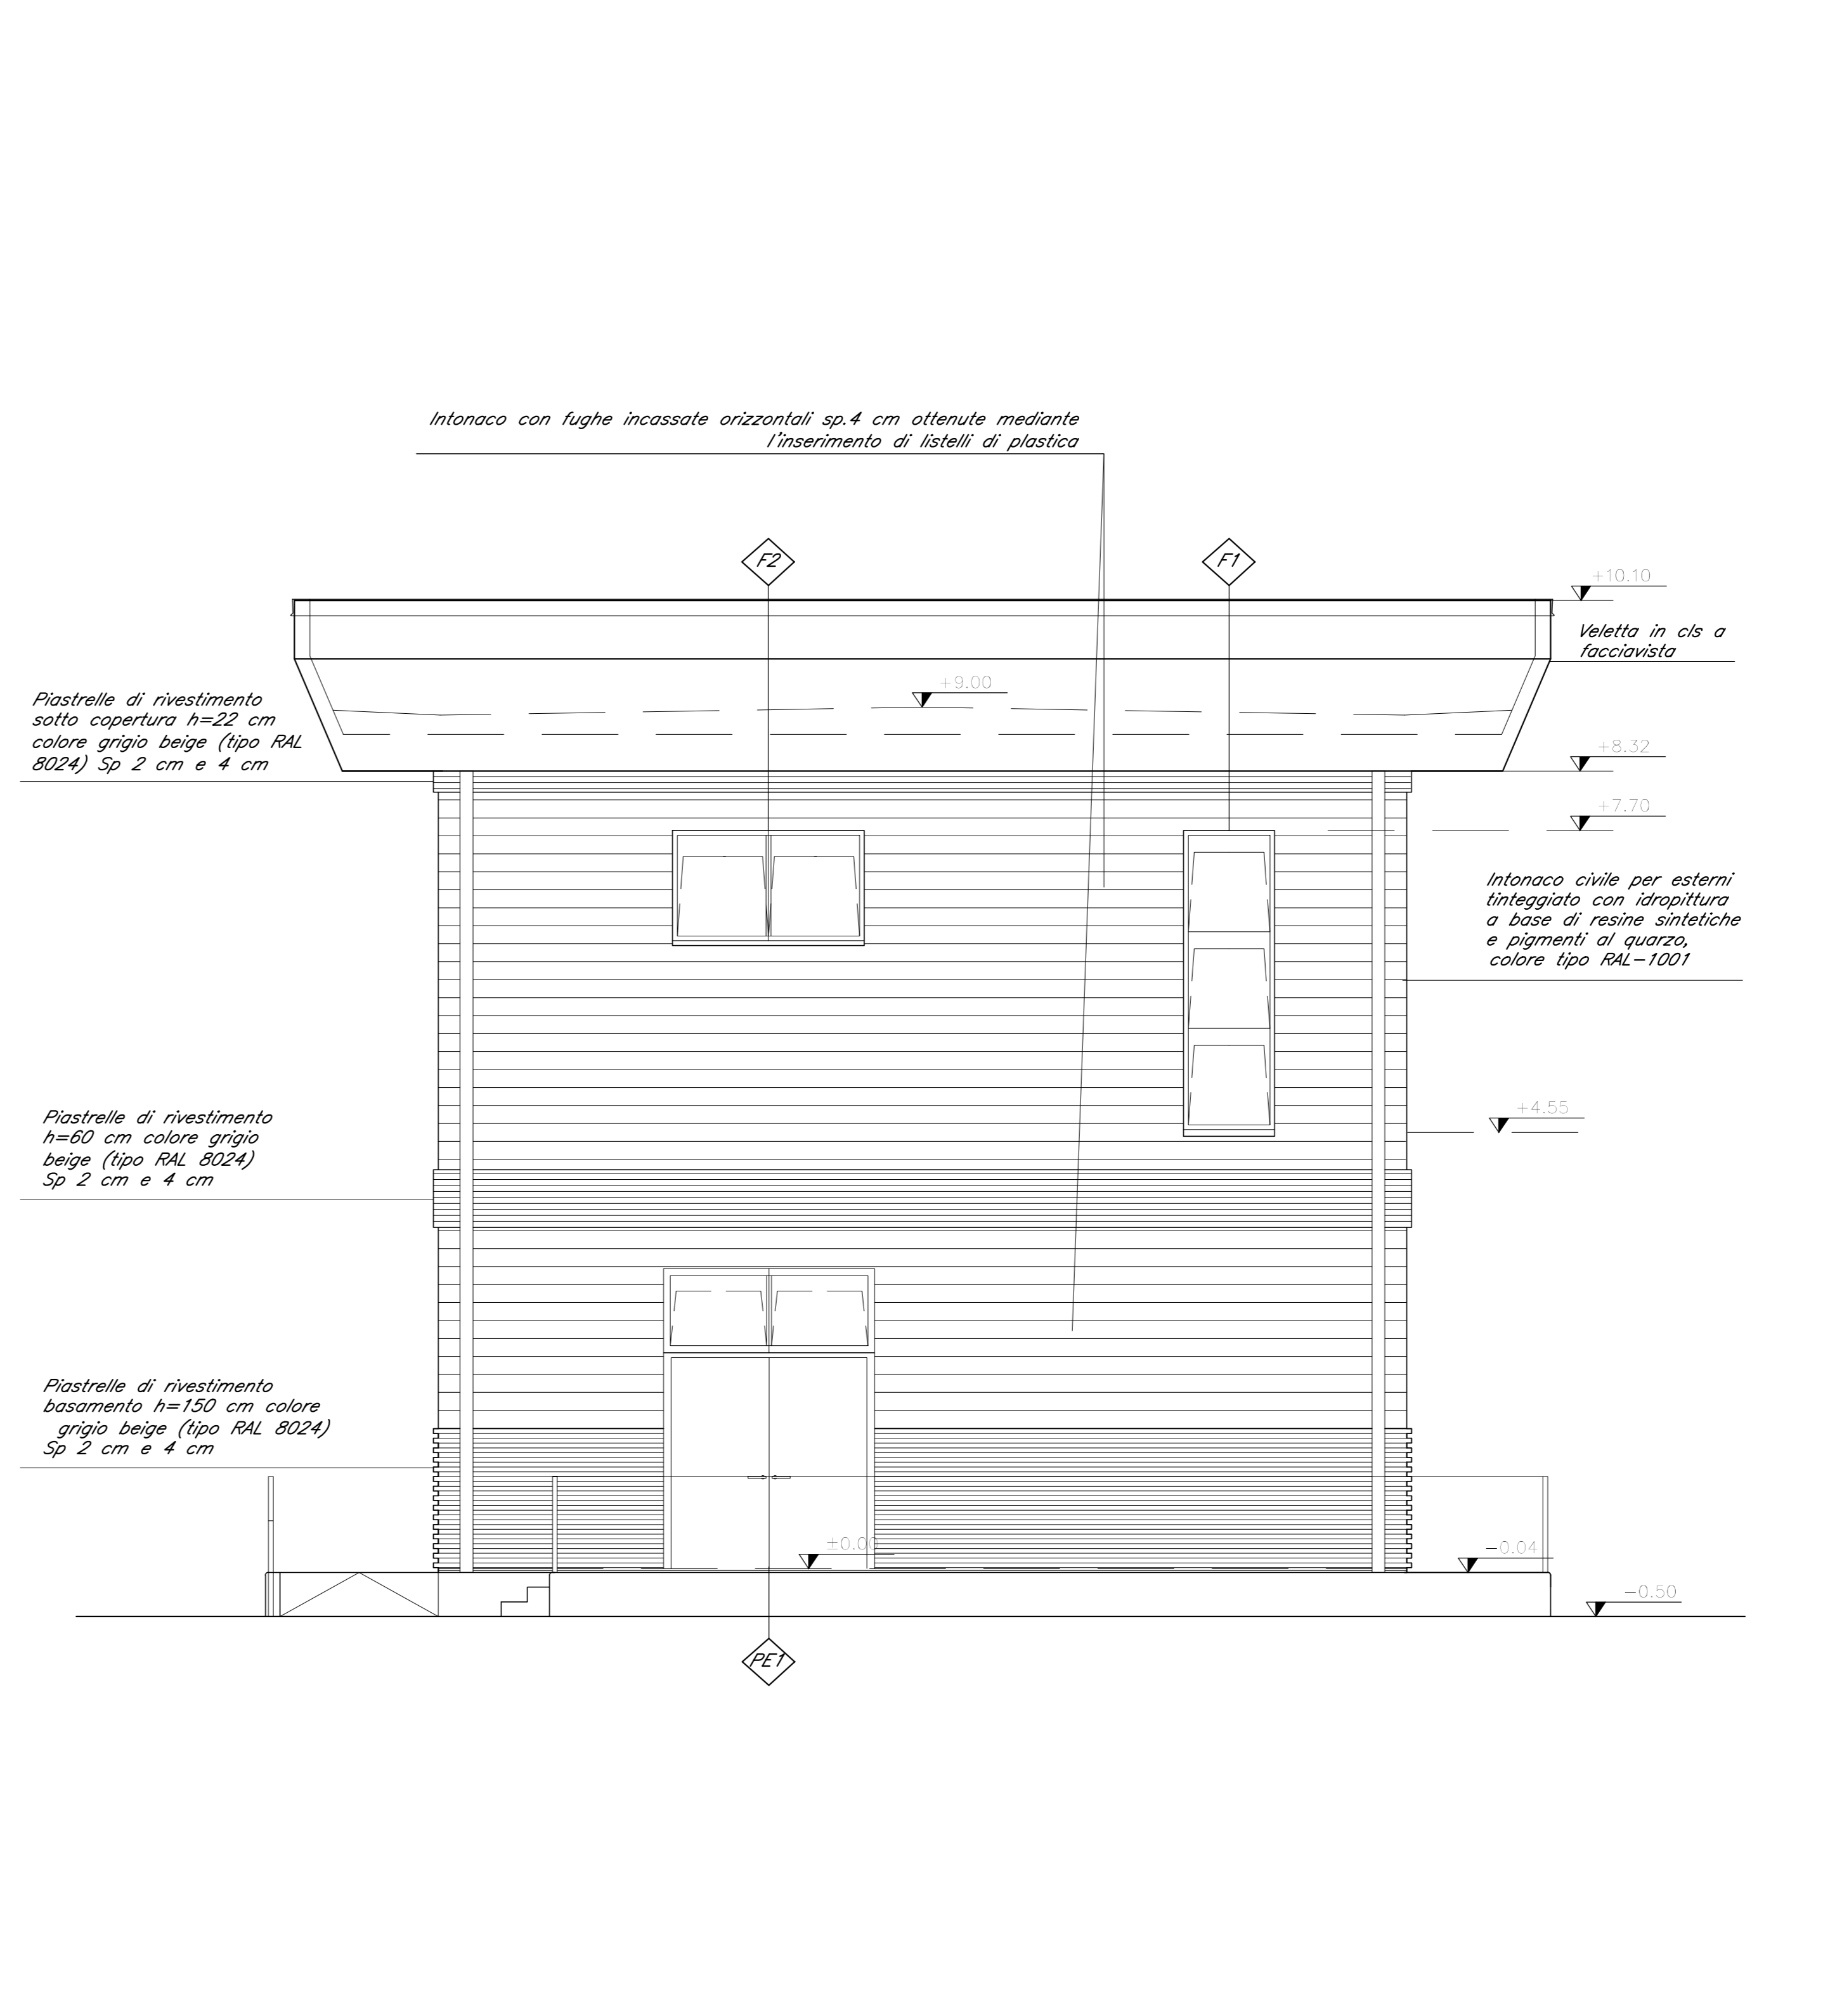 Intonaco con fughe incassate orizzontali sp.4 cm ottenute mediante
l'inserimento di listelli di plastica
F2
F1
+10.10
Veletta in cls a
facciavista
+9.00
Piastrelle di rivestimento
sotto copertura h=22 cm
colore grigio beige (tipo RAL
8024) Sp 2 cm e 4 cm
+8.32
+7.70
Intonaco civile per esterni
tinteggiato con idropittura
a base di resine sintetiche
e pigmenti al quarzo,
colore tipo RAL-1001
+4.55
Piastrelle di rivestimento
h=60 cm colore grigio
beige (tipo RAL 8024)
Sp 2 cm e 4 cm
Piastrelle di rivestimento
basamento h=150 cm colore
grigio beige (tipo RAL 8024)
Sp 2 cm e 4 cm
±0.00
-0.04
-0.50
PE1